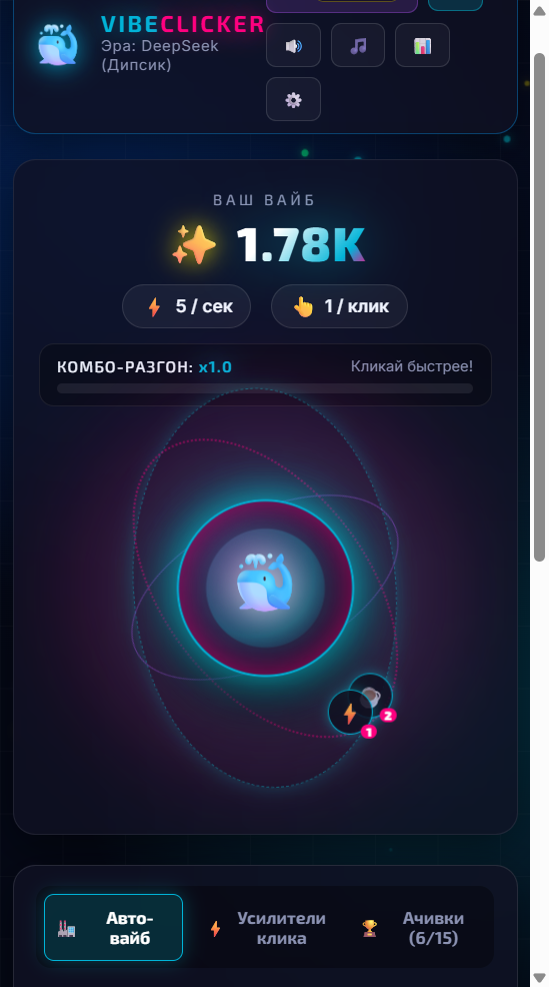 VIBECLICKER
Эра: DeepSeek
(Дипсик)
ВАШ ВАЙБ
1.78K
5 / сек
1 / клик
КОМБО-РАЗГОН: x1.0
Кликай быстрее!
2
1
Авто-
вайб
Усилители
клика
Ачивки
(6/15)